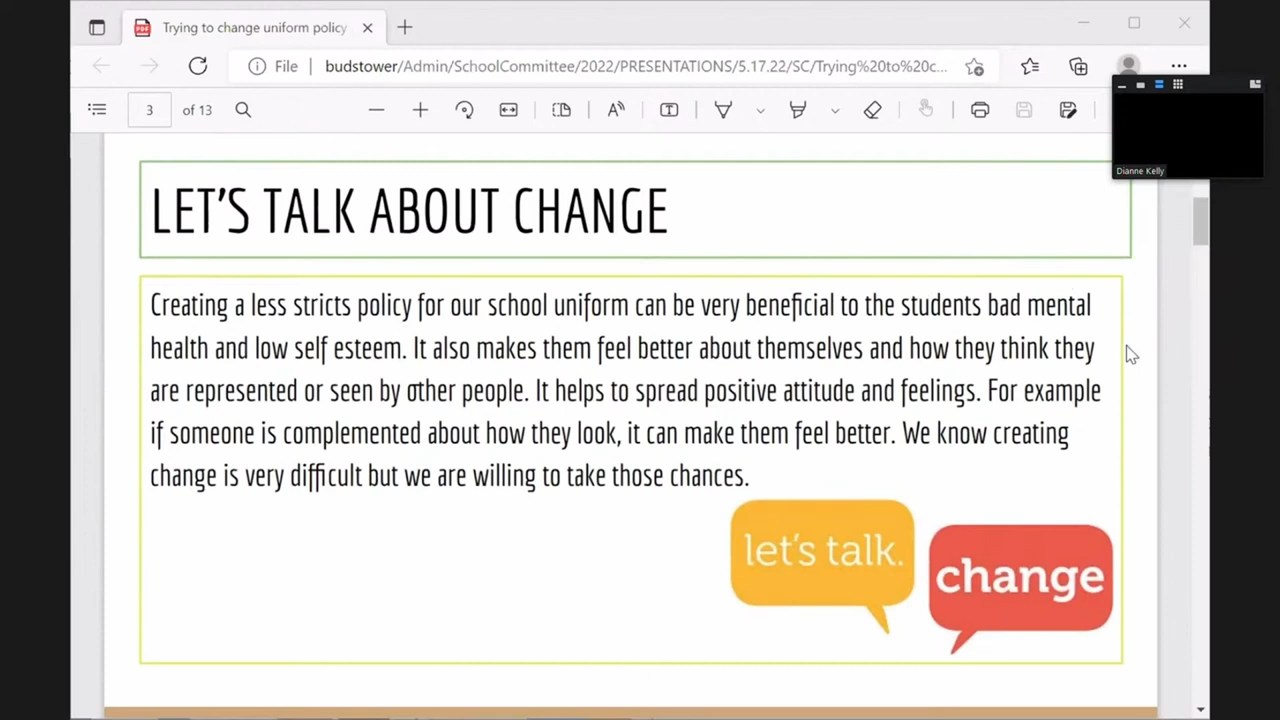 Trying to change uniform policy
File
budstower/Admin/SchoolCommittee/2022/PRESENTATIONS/5.17.22/SC/Trying%20to%20c...
3 of 13
Dianne Kelly
LET'S TALK ABOUT CHANGE
Creating a less stricts policy for our school uniform can be very beneficial to the students bad mental
health and low self esteem. It also makes them feel better about themselves and how they think they
are represented or seen by other people. It helps to spread positive attitude and feelings. For example
if someone is complemented about how they look, it can make them feel better. We know creating
change is very difficult but we are willing to take those chances.
let's talk.
change